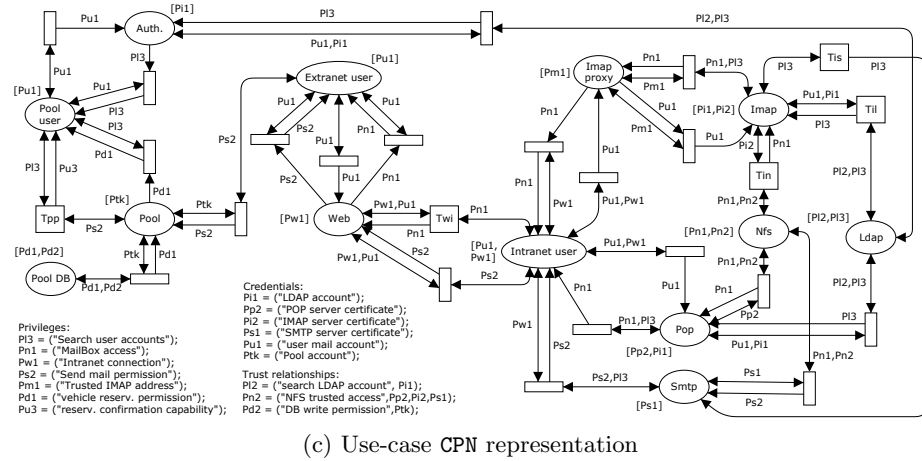 [Pi1]
Pl3
Pl2,Pl3
Pu1
Auth.
Pu1,Pi1
Pl3
[Pu1]
Extranet user
Imap
proxy
[Pm1]
Pn1
Pm1
Pn1,Pl3
Pl3
Tis
Pl3
Pu1
[Pu1]
Pool
user
Pu1
Pl3
Pl3
Pd1
Ps2
Pu1
Ps2
Pu1
Pn1
Pu1
Pm1
Pu1
[Pi1,Pi2]
Imap
Pu1,Pi1
Pl3
Til
Pi2
Pn1
Pl3
Pu3
Pd1
Ps2
Pu1
Pn1
Pn1
Pw1
Pu1
Pu1,Pw1
Tin
Pn1,Pn2
Pl2,Pl3
[Ptk]
Tpp
Ps2
Pool
Ptk
Ps2
[Pw1]
Web
Pw1,Pu1
Pn1
Twi
Pn1
[Pu1,
Pw1]
Intranet user
Pu1,Pw1
[Pn1,Pn2]
Nfs
[Pl2,Pl3]
Ldap
[Pd1,Pd2]
Pool DB
Ptk
Pd1
Pd1,Pd2
Pw1,Pu1
Ps2
Ps2
Pn1
Pu1
Pn1,Pn2
Pn1
Pp2
Pl2,Pl3
Pw1
Ps2
Pn1,Pl3
Pop
[Pp2,Pi1]
Pl3
Pu1,Pi1
Pn1,Pn2
Ps2,Pl3
Smtp
[Ps1]
Ps1
Ps2
Credentials:
Pi1 = ("LDAP account");
Pp2 = ("POP server certificate");
Pi2 = ("IMAP server certificate");
Ps1 = ("SMTP server certificate");
Pu1 = ("user mail account");
Ptk = ("Pool account");
Privileges:
Pl3 = ("Search user accounts");
Pn1 = ("MailBox access");
Pw1 = ("Intranet connection");
Ps2 = ("Send mail permission");
Pm1 = ("Trusted IMAP address");
Pd1 = ("vehicle reserv. permission");
Pu3 = ("reserv. confirmation capability");
Trust relationships:
Pl2 = ("search LDAP account", Pi1);
Pn2 = ("NFS trusted access",Pp2,Pi2,Ps1);
Pd2 = ("DB write permission",Ptk);
(c) Use-case CPN representation